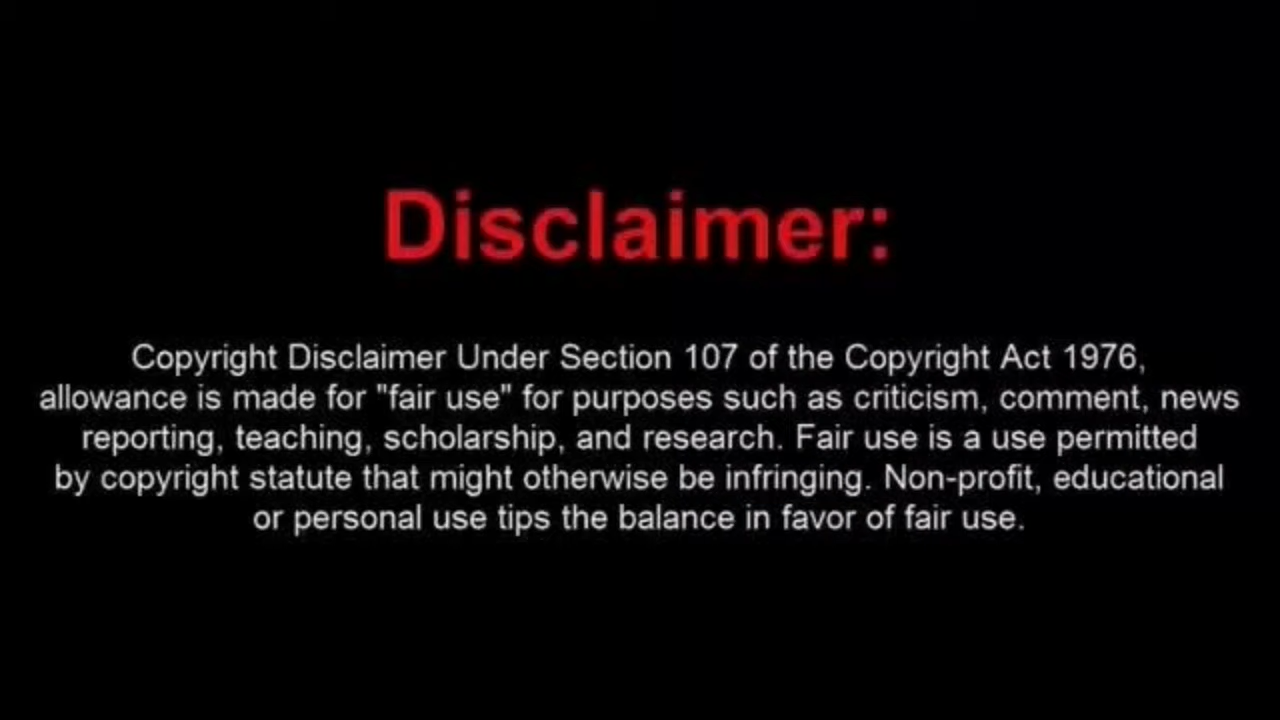 Disclaimer:
Copyright Disclaimer Under Section 107 of the Copyright Act 1976,
allowance is made for "fair use" for purposes such as criticism, comment, news
reporting, teaching, scholarship, and research. Fair use is a use permitted
by copyright statute that might otherwise be infringing. Non-profit, educational
or personal use tips the balance in favor of fair use.